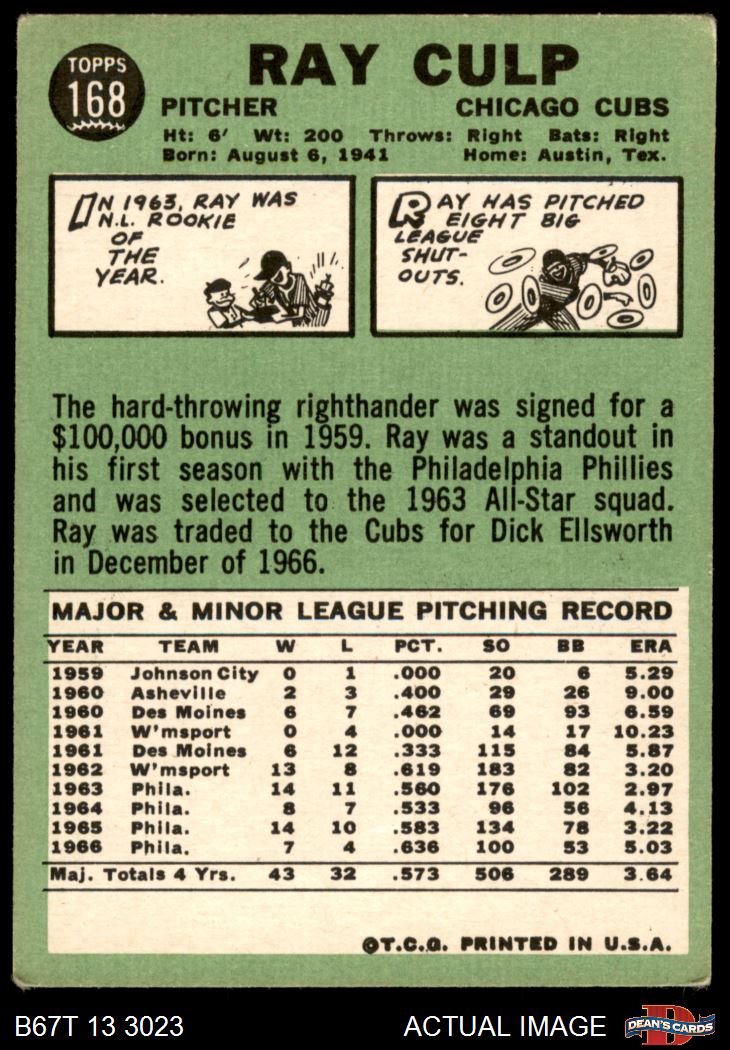 TOPPS
168
RAY CULP
PITCHER CHICAGO CUBS
Ht: 6' Wt: 200 Throws: Right Bats: Right
Born: August 6, 1941 Home: Austin, Tex.
IN 1963, RAY WAS
N.L. ROOKIE
OF
THE
YEAR.
RAY HAS PITCHED
EIGHT BIG
LEAGUE
SHUT-
OUTS.
The hard-throwing righthander was signed for a
$100,000 bonus in 1959. Ray was a standout in
his first season with the Philadelphia Phillies
and was selected to the 1963 All-Star squad.
Ray was traded to the Cubs for Dick Ellsworth
in December of 1966.
MAJOR & MINOR LEAGUE PITCHING RECORD
YEAR TEAM W L PCT. SO BB ERA
1959 Johnson City 0 1 .000 20 6 5.29
1960 Asheville 2 3 .400 29 26 9.00
1960 Des Moines 6 7 .462 69 93 6.59
1961 W'msport 0 4 .000 14 17 10.23
1961 Des Moines 6 12 .333 115 84 5.87
1962 W'msport 13 8 .619 183 82 3.20
1963 Phila. 14 11 .560 176 102 2.97
1964 Phila. 8 7 .533 96 56 4.13
1965 Phila. 14 10 .583 134 78 3.22
1966 Phila. 7 4 .636 100 53 5.03
Maj. Totals 4 Yrs. 43 32 .573 506 289 3.64
©T.C.G. PRINTED IN U.S.A.
B67T 13 3023 ACTUAL IMAGE
D
DEAN'S CARDS